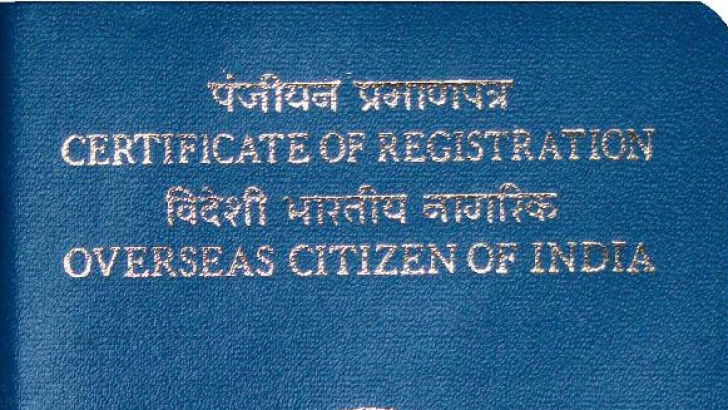 पंजीयन प्रमाणपत्र
CERTIFICATE OF REGISTRATION
विदेशी भारतीय नागरिक
OVERSEAS CITIZEN OF INDIA